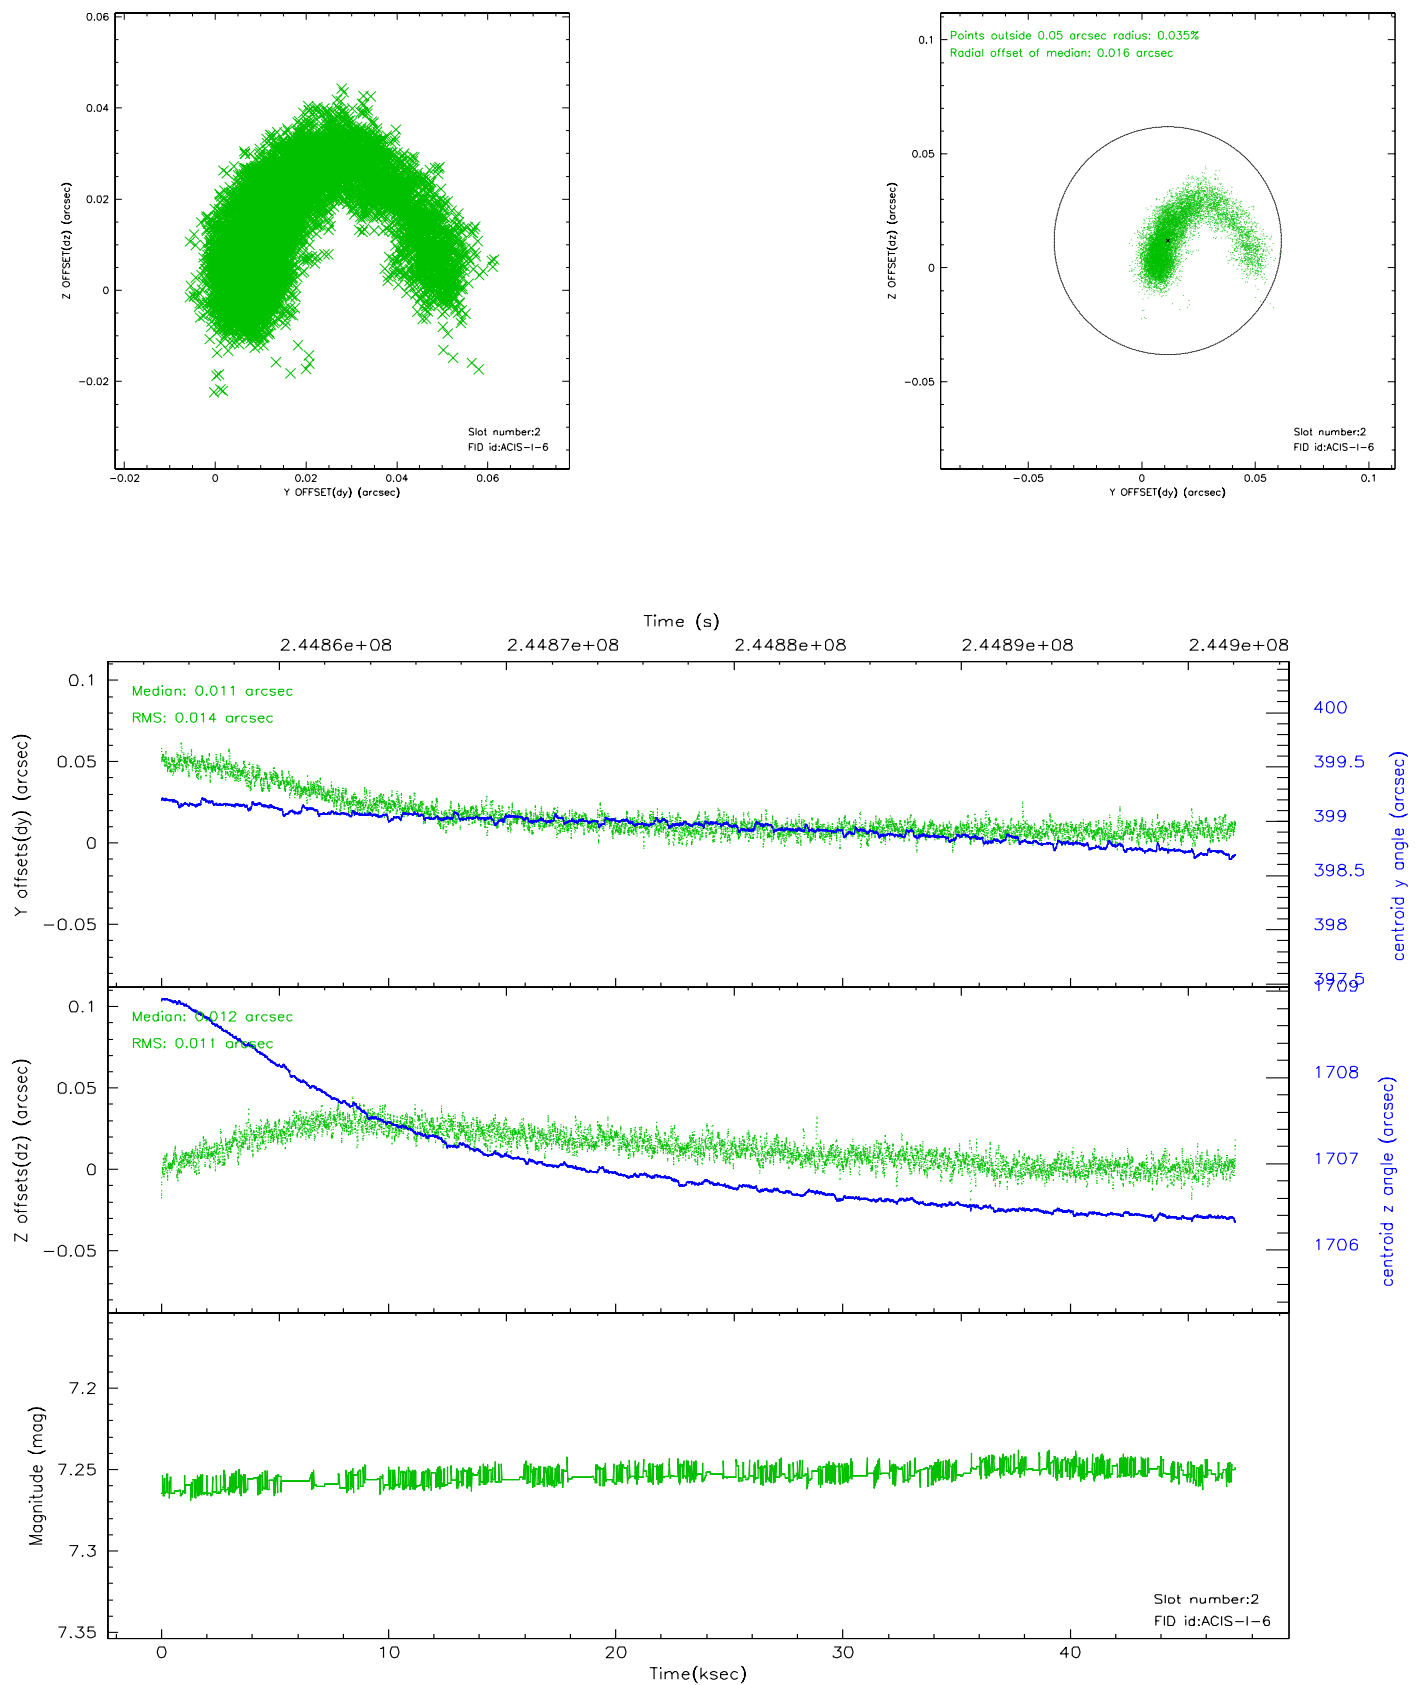 0.06
0.04
0.02
0
−0.02
Z OFFSET(dz) (arcsec)
Slot number:2
FID id:ACIS−I−6
−0.02 0 0.02 0.04 0.06
Y OFFSET(dy) (arcsec)
Points outside 0.05 arcsec radius: 0.035%
Radial offset of median: 0.016 arcsec
0.1
0.05
0
−0.05
Z OFFSET(dz) (arcsec)
Slot number:2
FID id:ACIS−I−6
−0.05 0 0.05 0.1
Y OFFSET(dy) (arcsec)
Time (s)
2.4486e+08 2.4487e+08 2.4488e+08 2.4489e+08 2.449e+08
Median: 0.011 arcsec
RMS: 0.014 arcsec
0.1
0.05
0
−0.05
Y offsets(dy) (arcsec)
400
399.5
399
398.5
398
397.5
centroid y angle (arcsec)
Median: 0.012 arcsec
RMS: 0.011 arcsec
0.1
0.05
0
−0.05
Z offsets(dz) (arcsec)
1709
1708
1707
1706
centroid z angle (arcsec)
7.2
7.25
7.3
7.35
Magnitude (mag)
Slot number:2
FID id:ACIS−I−6
0 10 20 30 40
Time(ksec)